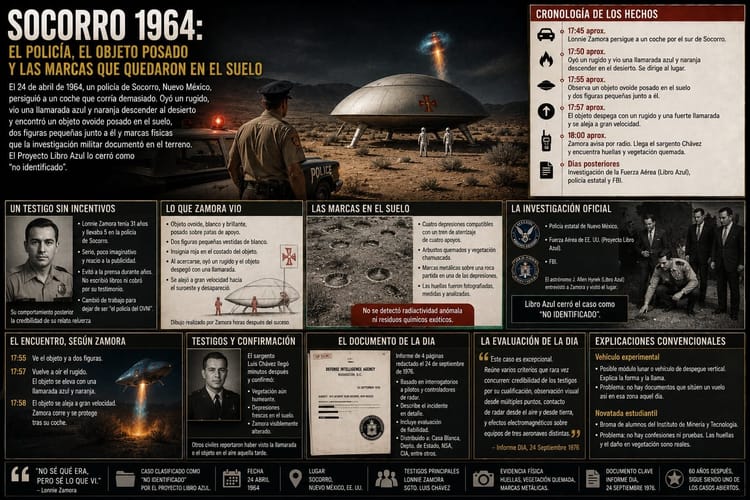 SOCORRO 1964:
EL POLICÍA, EL OBJETO POSADO
Y LAS MARCAS QUE QUEDARON EN EL SUELO
El 24 de abril de 1964, un policía de Socorro, Nuevo México,
persiguió a un coche que corría demasiado. Oyó un rugido,
vio una llamarada azul y naranja descender al desierto
y encontró un objeto ovoide posado en el suelo,
dos figuras pequeñas junto a él y marcas físicas
que la investigación militar documentó en el terreno.
El Proyecto Libro Azul lo cerró como
"no identificado".
POLICE
CRONOLOGÍA DE LOS HECHOS
17:45 aprox.
Lonnie Zamora persigue a un coche por el sur de Socorro.
17:50 aprox.
Oyó un rugido y vio una llamarada azul y naranja
descendente en el desierto. Se dirige al lugar.
17:55 aprox.
Observa un objeto ovoide posado en el suelo
y dos figuras pequeñas junto a él.
17:57 aprox.
El objeto despega con un rugido y una fuerte llamarada
y se aleja a gran velocidad.
18:00 aprox.
Zamora avisa por radio. Llega el sargento Chávez
y encuentra huellas y vegetación quemada.
Días posteriores
Investigación de la Fuerza Aérea (Libro Azul),
policía estatal y FBI.
UN TESTIGO SIN INCENTIVOS
• Lonnie Zamora tenía 31 años
y llevaba 5 en la policía
de Socorro.
• Serio, poco imaginativo
y reacio a la publicidad.
• Evitó a la prensa durante años.
No escribió libros ni cobró
por su testimonio.
• Cambió de trabajo para
dejar de ser "el policía del OVNI".
Su comportamiento posterior
la credibilidad de su relato refuerza
LO QUE ZAMORA VIO
• Objeto ovoide, blanco y brillante,
posado sobre patas de apoyo.
• Dos figuras pequeñas vestidas de blanco.
• Insignia roja en el costado del objeto.
• Al acercarse, oyó un rugido y el objeto
despegó con una llamarada.
• Se alejó a gran velocidad hacia
el suroeste y desapareció.
Dibujo realizado por Zamora horas después del suceso.
LAS MARCAS EN EL SUELO
• Cuatro depresiones compatibles
con un tren de aterrizaje
de cuatro apoyos.
• Arbustos quemados y vegetación
chamuscada.
• Marcas metálicas sobre una roca
partida en una de las depresiones.
• Las huellas fueron fotografiadas,
medidas y analizadas.
No se detectó radiactividad anómala
ni residuos químicos exóticos.
LA INVESTIGACIÓN OFICIAL
• Policía estatal de Nuevo México.
• Fuerza Aérea de EE. UU. (Proyecto Libro
Azul).
• FBI.
El astrónomo J. Allen Hynek (Libro Azul)
entrevistó a Zamora y visitó el lugar.
Libro Azul cerró el caso como
"NO IDENTIFICADO".
EL ENCUENTRO, SEGÚN ZAMORA
17:55 Ve el objeto y a dos figuras.
17:57 Vuelve a oír el rugido.
El objeto se eleva con una
llamarada azul y naranja.
17:58 El objeto se aleja a gran velocidad.
Zamora corre y se protege
tras su coche.
TESTIGOS Y CONFIRMACIÓN
El sargento
Luis Chávez llegó
minutos después y confirmó:
• Vegetación aún
humeante.
• Depresiones
frescas en el suelo.
• Zamora visiblemente
alterado.
Otros civiles reportaron haber visto la llamarada
o el objeto en el aire aquella tarde.
EL DOCUMENTO DE LA DIA
DEFENSE INTELLIGENCE AGENCY
Informe de 4 páginas
redactado el 24 de septiembre
de 1976.
• Basado en interrogatorios
a pilotos y controladores
de radar.
• Describe el incidente
en detalle.
• Incluye evaluación
de fiabilidad.
• Distribuido a: Casa Blanca,
Depto. de Estado, NSA,
CIA, entre otros.
LA EVALUACIÓN DE LA DIA
" Este caso es excepcional.
Reúne varios criterios que rara vez
concurren: credibilidad de los testigos
por su cualificación, observación visual
desde múltiples puntos, contacto
de radar desde el aire y desde tierra,
y efectos electromagnéticos sobre
equipos de tres aeronaves distintas. "
– Informe DIA, 24 Septiembre 1976
EXPLICACIONES CONVENCIONALES
Vehículo experimental
• Posible módulo lunar o vehículo de despegue vertical.
Explica la forma y la llama.
• Problema: no hay documentos que sitúen un vuelo
así en esa zona aquel día.
Novatada estudiantil
• Broma de alumnos del Instituto de Minería y Tecnología.
• Problema: no hay confesiones ni pruebas. Las huellas
y el daño en vegetación son reales.
"NO SÉ QUÉ ERA,
PERO SÉ LO QUE VI."
– Lonnie Zamora
CASO CLASIFICADO COMO
"NO IDENTIFICADO"
POR EL PROYECTO LIBRO AZUL.
FECHA
24 ABRIL
1964
LUGAR
SOCORRO,
NUEVO MÉXICO, EE. UU.
TESTIGOS PRINCIPALES
LONNIE ZAMORA
SGTO. LUIS CHÁVEZ
EVIDENCIA FÍSICA
HUELLAS, VEGETACIÓN QUEMADA,
MARCAS METÁLICAS.
DOCUMENTO CLAVE
INFORME DIA,
24 SEPTIEMBRE 1976.
60 AÑOS DESPUÉS,
SIGUE SIENDO UNO DE
LOS CASOS ABIERTOS.